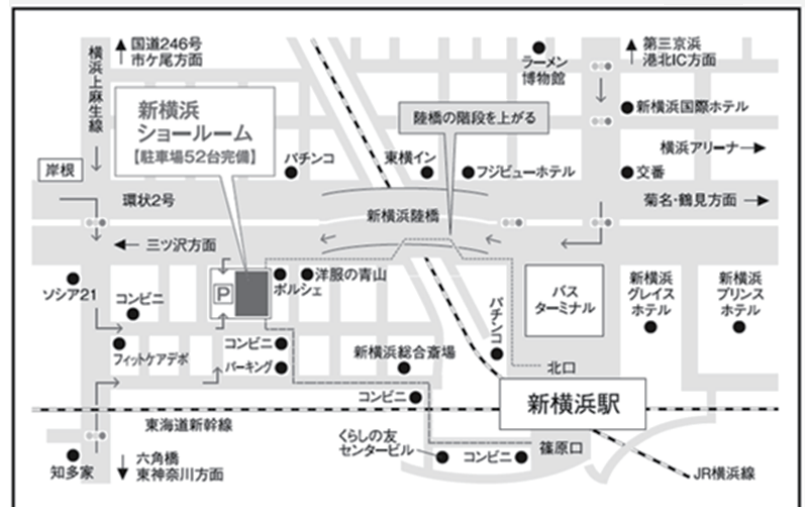 国道246号
市ケ尾方面
横浜上麻生線
ラーメン
博物館
第三京浜
港北IC方面
新横浜
ショールーム
【駐車場52台完備】
陸橋の階段を上がる
新横浜国際ホテル
横浜アリーナ
岸根
パチンコ
東横イン
フジビューホテル
交番
環状2号
新横浜陸橋
菊名・鶴見方面
三ツ沢方面
ソシア21
コンビニ
P
ポルシェ
洋服の青山
パチンコ
バス
ターミナル
新横浜
グレイス
ホテル
新横浜
プリンス
ホテル
フィットケアデポ
コンビニ
パーキング
新横浜総合斎場
北口
コンビニ
新横浜駅
東海道新幹線
くらしの友
センタービル
コンビニ
篠原口
知多家
六角橋
東神奈川方面
JR横浜線